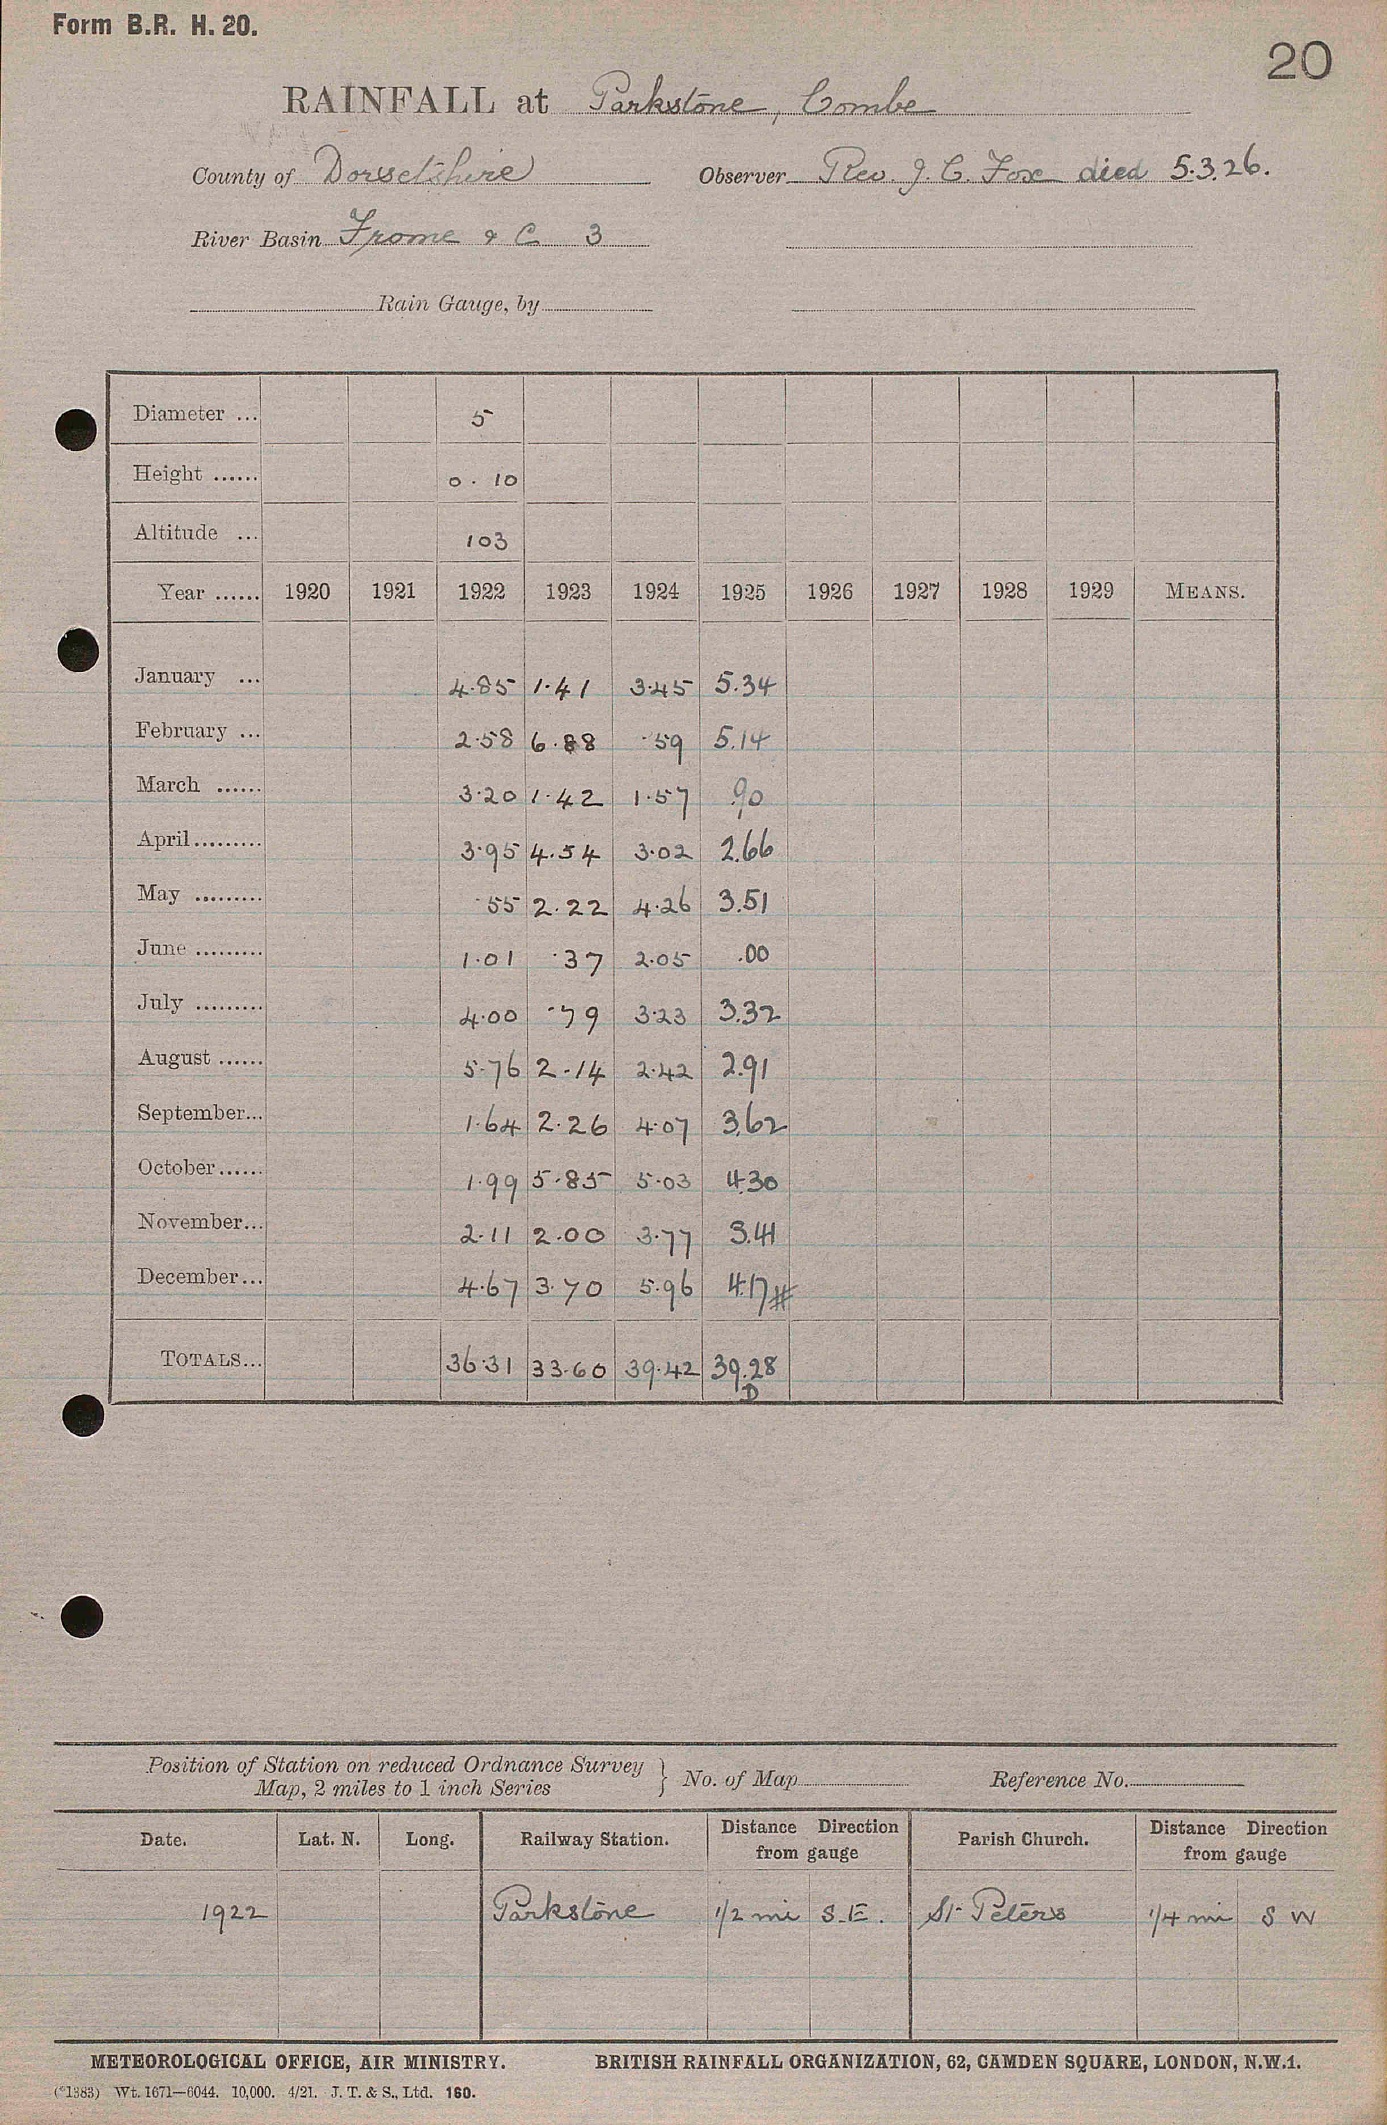 Form B.R. H. 20.
20
RAINFALL at Parkstone, Combe
County of Dorsetshire Observer Rev. J. C. Fox died 5.3.26.
River Basin Frome & C 3
Rain Gauge, by
Diameter ... 5
Height ...... 0. 10
Altitude ... 103
Year ...... 1920 1921 1922 1923 1924 1925 1926 1927 1928 1929 MEANS.
January ... 4.85 1.41 3.45 5.34
February ... 2.58 6.88 .59 5.14
March ...... 3.20 1.42 1.57 .90
April......... 3.95 4.54 3.02 2.66
May ......... .55 2.22 4.26 3.51
June ......... 1.01 .37 2.05 .00
July ......... 4.00 .79 3.23 3.32
August ...... 5.76 2.14 2.42 2.91
September... 1.64 2.26 4.07 3.62
October...... 1.99 5.85 5.03 4.30
November... 2.11 2.00 3.77 3.41
December... 4.67 3.70 5.96 4.17#
TOTALS... 36.31 33.60 39.42 39.28
D
Position of Station on reduced Ordnance Survey
Map, 2 miles to 1 inch Series } No. of Map Reference No.
Date. Lat. N. Long. Railway Station. Distance Direction from gauge Parish Church. Distance Direction from gauge
1922 Parkstone 1/2 mi S.E. St Peters 1/4 mi S W
METEOROLOGICAL OFFICE, AIR MINISTRY. BRITISH RAINFALL ORGANIZATION, 62, CAMDEN SQUARE, LONDON, N.W.1.
(*1383) Wt. 1671—6044. 10,000. 4/21. J. T. & S., Ltd. 160.